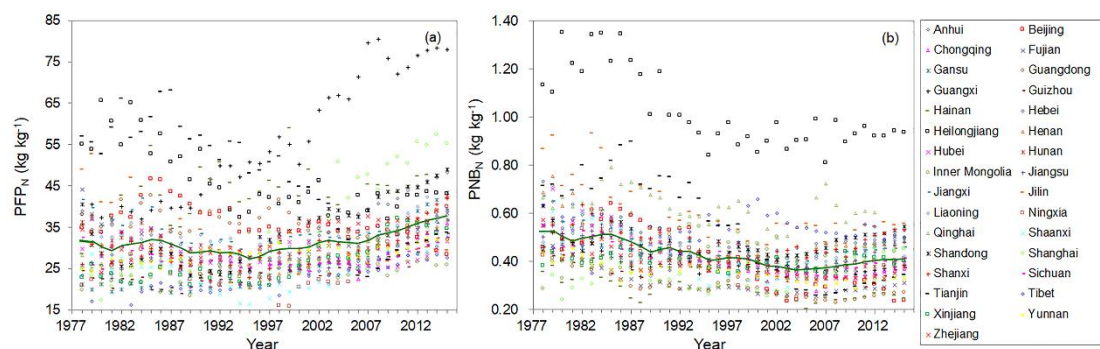 85
75
65
55
45
35
25
15
PFP_N (kg kg⁻¹)
(a)
1977 1982 1987 1992 1997 2002 2007 2012
Year
1.40
1.20
1.00
0.80
0.60
0.40
0.20
PNB_N (kg kg⁻¹)
(b)
1977 1982 1987 1992 1997 2002 2007 2012
Year
Anhui Beijing
Chongqing Fujian
Gansu Guangdong
Guangxi Guizhou
Hainan Hebei
Heilongjiang Henan
Hubei Hunan
Inner Mongolia Jiangsu
Jiangxi Jilin
Liaoning Ningxia
Qinghai Shaanxi
Shandong Shanghai
Shanxi Sichuan
Tianjin Tibet
Xinjiang Yunnan
Zhejiang